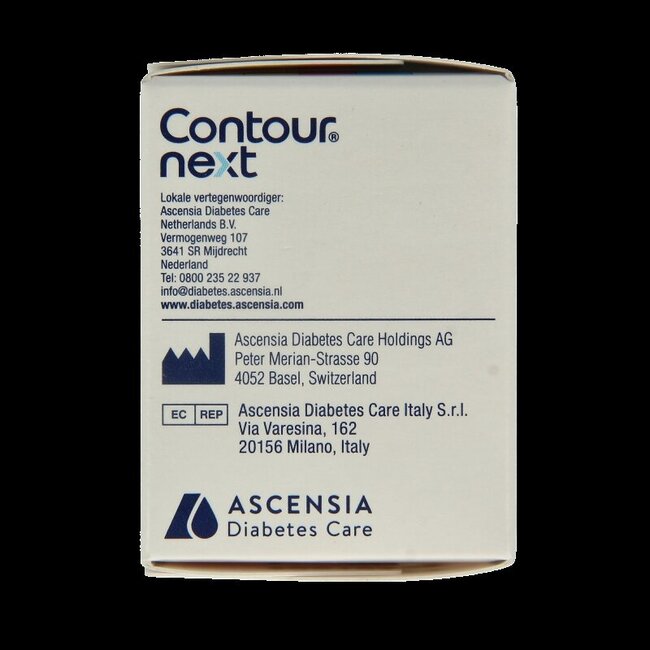 Contour®
next
Lokale vertegenwoordiger:
Ascensia Diabetes Care
Netherlands B.V.
Vermogenweg 107
3641 SR Mijdrecht
Nederland
Tel: 0800 235 22 937
info@diabetes.ascensia.nl
www.diabetes.ascensia.com
Ascensia Diabetes Care Holdings AG
Peter Merian-Strasse 90
4052 Basel, Switzerland
EC REP
Ascensia Diabetes Care Italy S.r.l.
Via Varesina, 162
20156 Milano, Italy
ASCENSIA
Diabetes Care